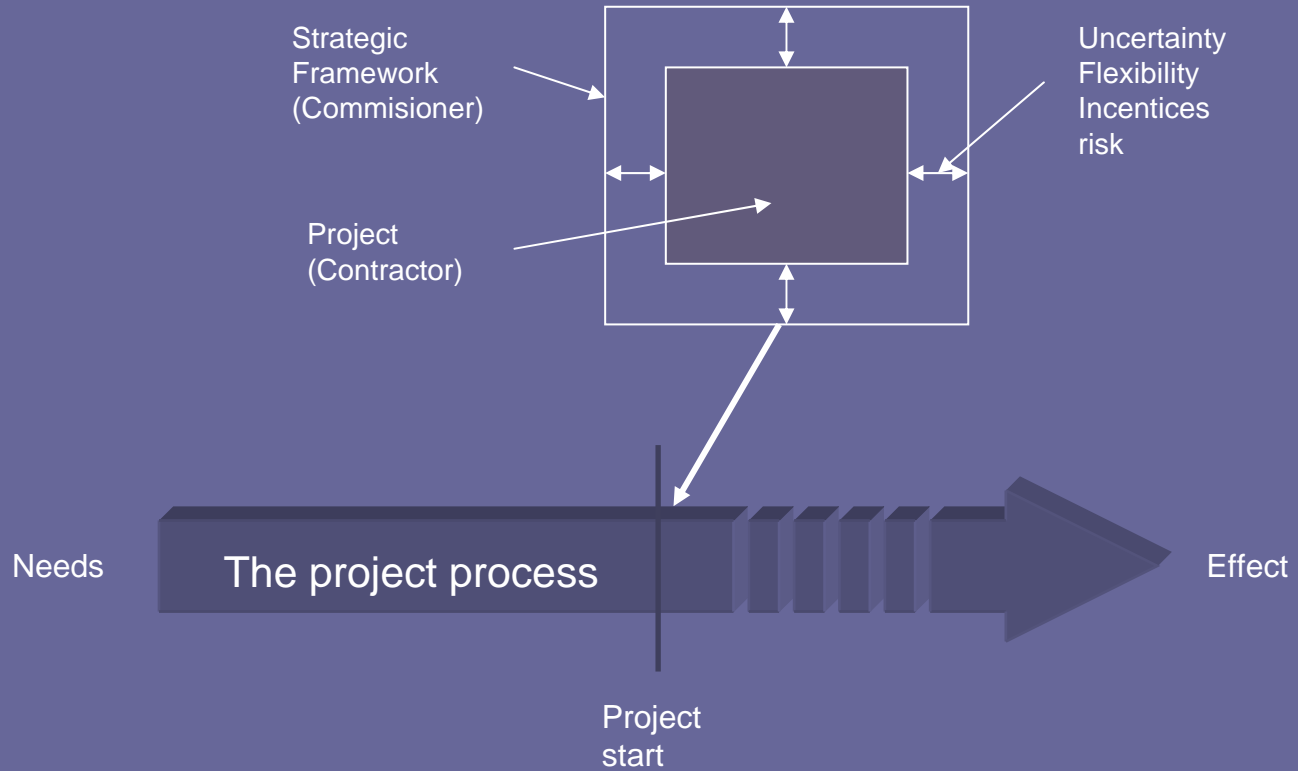 Strategic
Framework
(Commisioner)
Uncertainty
Flexibility
Incentices
risk
Project
(Contractor)
Needs
The project process
Effect
Project
start